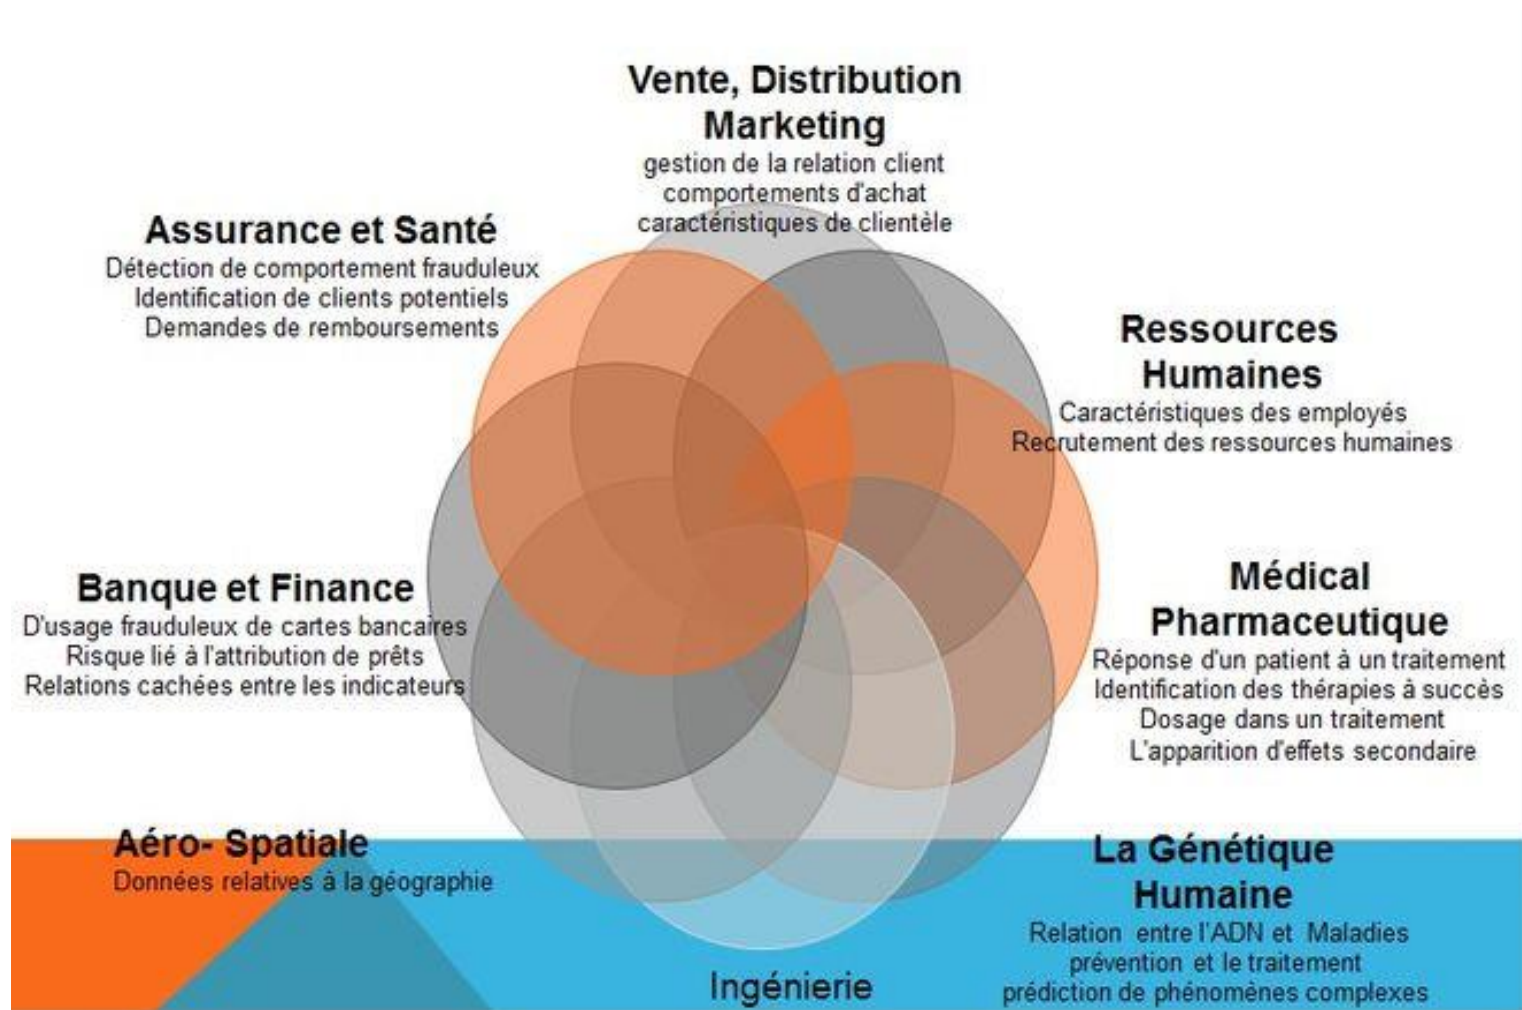 Vente, Distribution
Marketing
gestion de la relation client
comportements d'achat
caractéristiques de clientèle
Assurance et Santé
Détection de comportement frauduleux
Identification de clients potentiels
Demandes de remboursements
Ressources
Humaines
Caractéristiques des employés
Recrutement des ressources humaines
Banque et Finance
D'usage frauduleux de cartes bancaires
Risque lié à l'attribution de prêts
Relations cachées entre les indicateurs
Médical
Pharmaceutique
Réponse d'un patient à un traitement
Identification des thérapies à succès
Dosage dans un traitement
L'apparition d'effets secondaire
Aéro- Spatiale
Données relatives à la géographie
La Génétique
Humaine
Relation entre l'ADN et Maladies
prévention et le traitement
prédiction de phénomènes complexes
Ingénierie